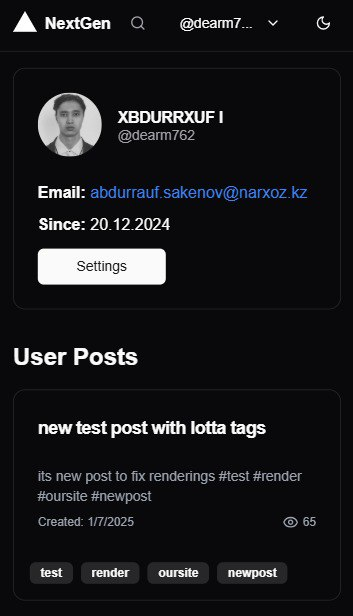 NextGen @dearm7...
XBDURRXUF I
@dearm762
Email: abdurrauf.sakenov@narxoz.kz
Since: 20.12.2024
Settings
User Posts
new test post with lotta tags
its new post to fix renderings #test #render
#oursite #newpost
Created: 1/7/2025 65
test render oursite newpost